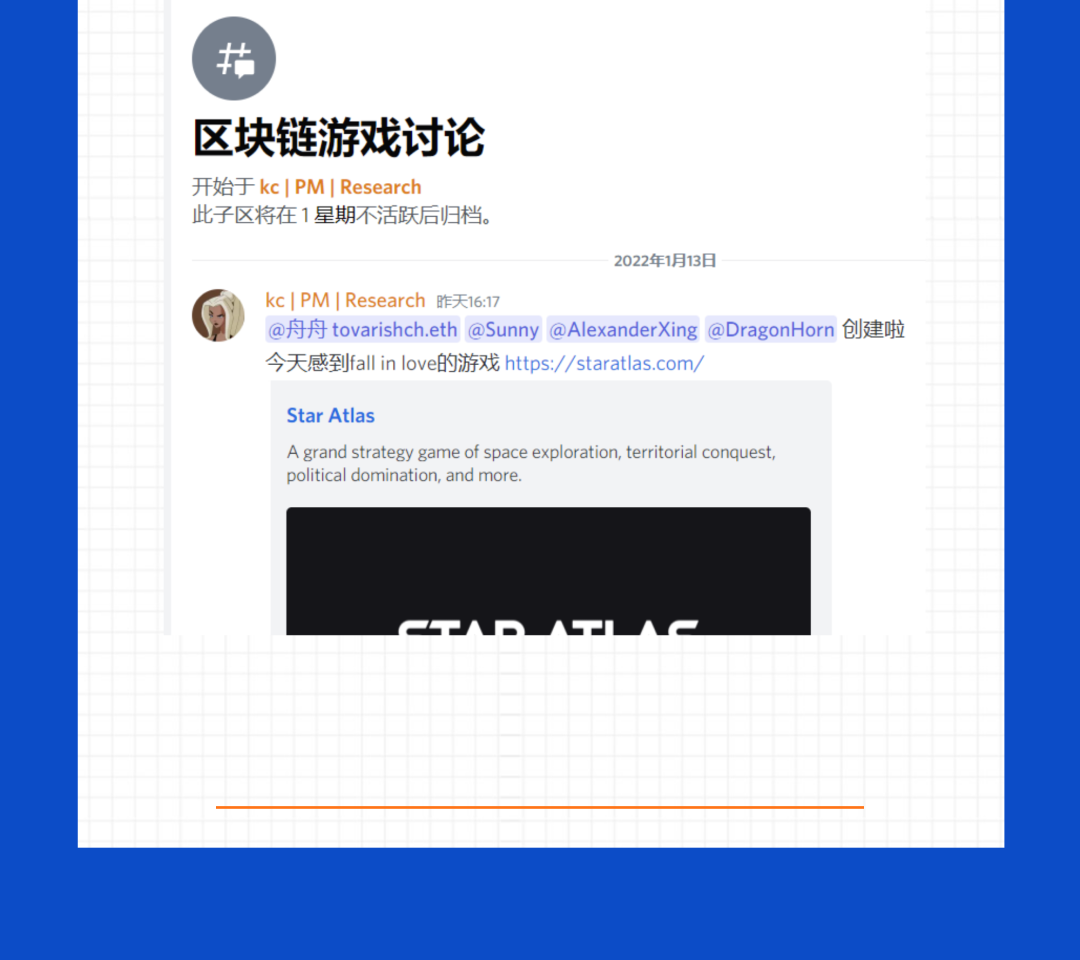 区块链游戏讨论
开始于 kc | PM | Research
此子区将在 1 星期不活跃后归档。
2022年1月13日
kc | PM | Research 昨天16:17
@舟舟 tovarishch.eth @Sunny @AlexanderXing @DragonHorn 创建啦
今天感到fall in love的游戏 https://staratlas.com/
Star Atlas
A grand strategy game of space exploration, territorial conquest,
political domination, and more.
STAR ATLAS